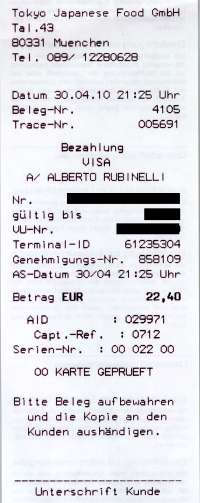 Tokyo Japanese Food GmbH
Tal.43
80331 Muenchen
Tel. 089/ 12280628
Datum 30.04.10 21:25 Uhr
Beleg-Nr. 4105
Trace-Nr. 005691
Bezahlung
VISA
A/ ALBERTO RUBINELLI
Nr.
gültig bis
VU-Nr.
Terminal-ID 61235304
Genehmigungs-Nr. 858109
AS-Datum 30/04 21:25 Uhr
Betrag EUR 22,40
AID : 029971
Capt.-Ref. : 0712
Serien-Nr. : 00 022 00
00 KARTE GEPRUEFT
Bitte Beleg aufbewahren
und die Kopie an den
Kunden aushändigen.
Unterschrift Kunde